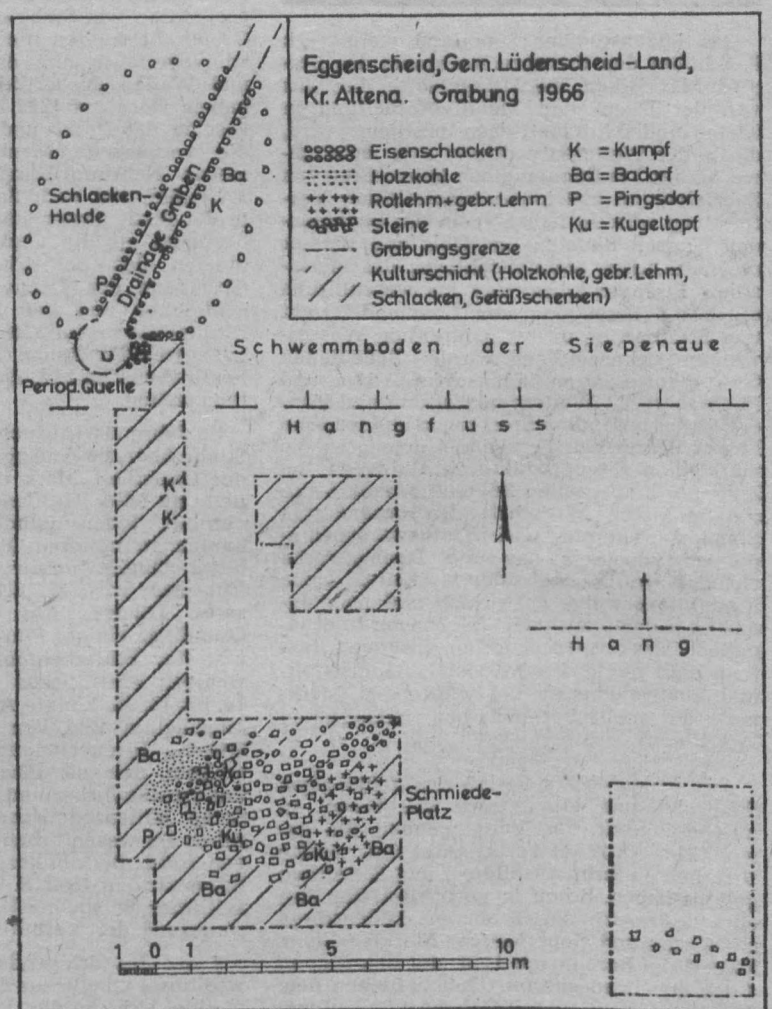 Eggenscheid, Gem. Lüdenscheid-Land,
Kr. Altena. Grabung 1966
Eisenschlacken
Holzkohle
Rotlehm + gebr. Lehm
Steine
Grabungsgrenze
Kulturschicht (Holzkohle, gebr. Lehm,
Schlacken, Gefäßscherben)
K = Kumpf
Ba = Badorf
P = Pingsdorf
Ku = Kugeltopf
Schlacken-
Halde
Drainage Graben
Ba
K
P
Period. Quelle
Schwemmboden der Siepenaue
Hangfuss
K
K
Hang
Ba
P
Ku
Ku
Ba
Ba
Ba
Schmiede-
Platz
1 0 1 5 10
m